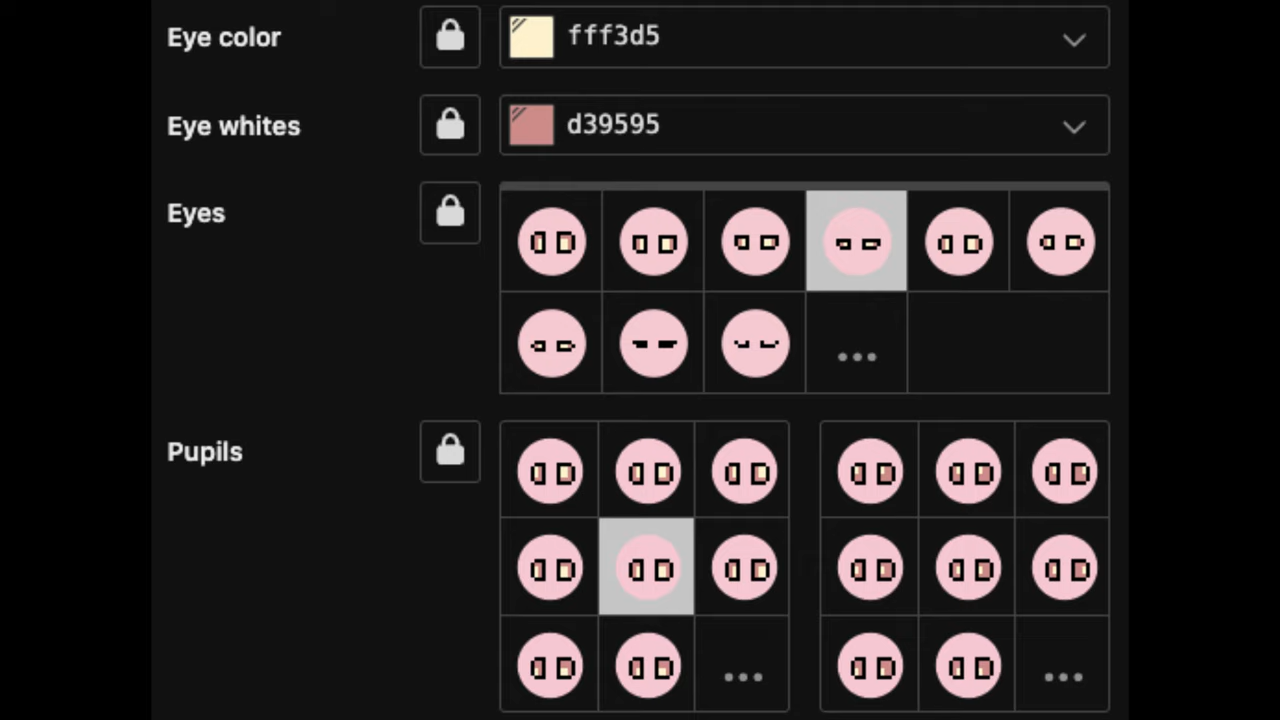 Eye color
fff3d5
Eye whites
d39595
Eyes
...
Pupils
...
...